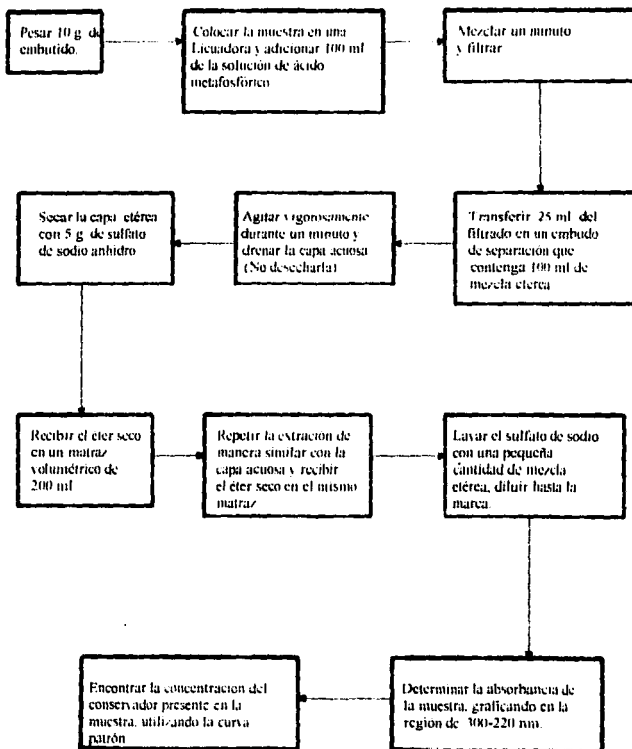 Pesar 10 g de
embutido.
Colocar la muestra en una
Licuadora y adicionar 100 ml
de la solución de ácido
metafosfórico
Mezclar un minuto
y filtrar
Transferir 25 ml del
filtrado en un embudo
de separación que
contenga 100 ml de
mezcla eterea
Agitar vigorosamente
durante un minuto y
drenar la capa acuosa
(No desecharla)
Secar la capa etérea
con 5 g de sulfato
de sodio anhidro
Recibir el éter seco
en un matraz
volumétrico de
200 ml
Repetir la extración de
manera similar con la
capa acuosa y recibir
el éter seco en el mismo
matraz
Lavar el sulfato de sodio
con una pequeña
cantidad de mezcla
etérea, diluir hasta la
marca.
Determinar la absorbancia de
la muestra, graficando en la
región de 300-220 nm.
Encontrar la concentracion del
conservador presente en la
muestra, utilizando la curva
patrón